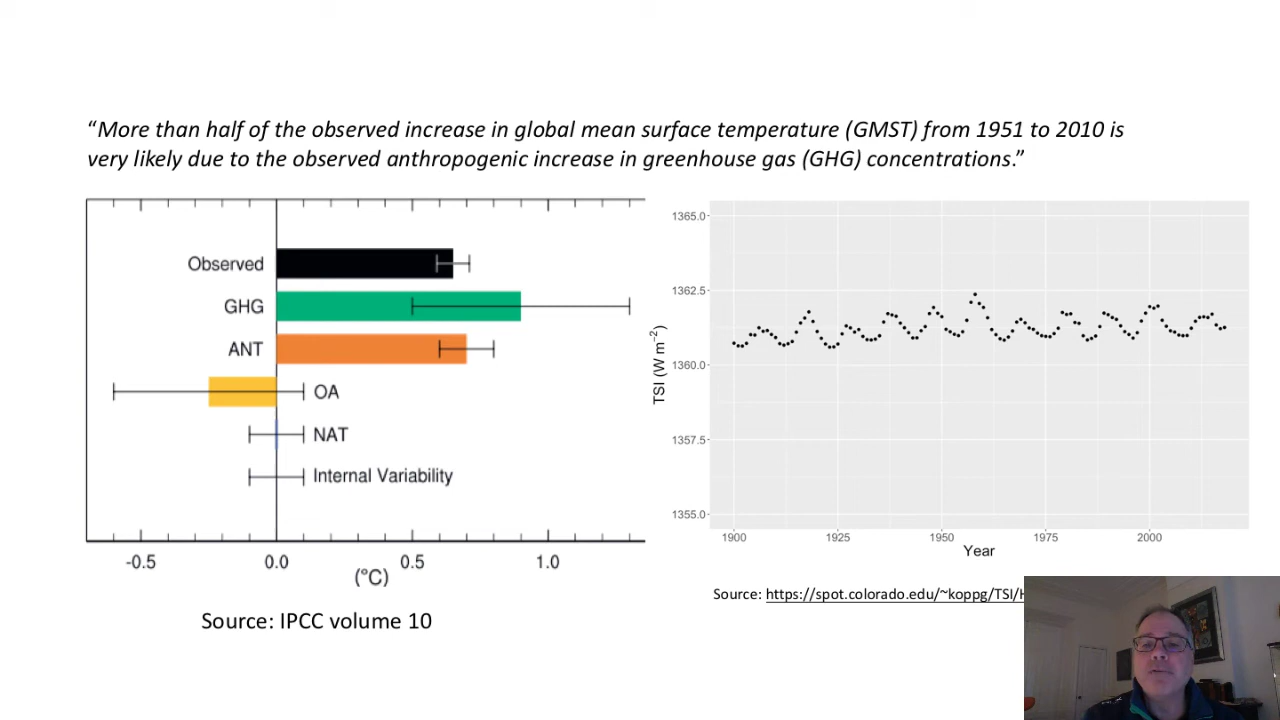 “More than half of the observed increase in global mean surface temperature (GMST) from 1951 to 2010 is
very likely due to the observed anthropogenic increase in greenhouse gas (GHG) concentrations.”
Observed
GHG
ANT
OA
NAT
Internal Variability
-0.5 0.0 0.5 1.0
(°C)
Source: IPCC volume 10
1365.0
1362.5
1360.0
1357.5
1355.0
TSI (W m⁻²)
1900 1925 1950 1975 2000
Year
Source: https://spot.colorado.edu/~koppg/TSI/